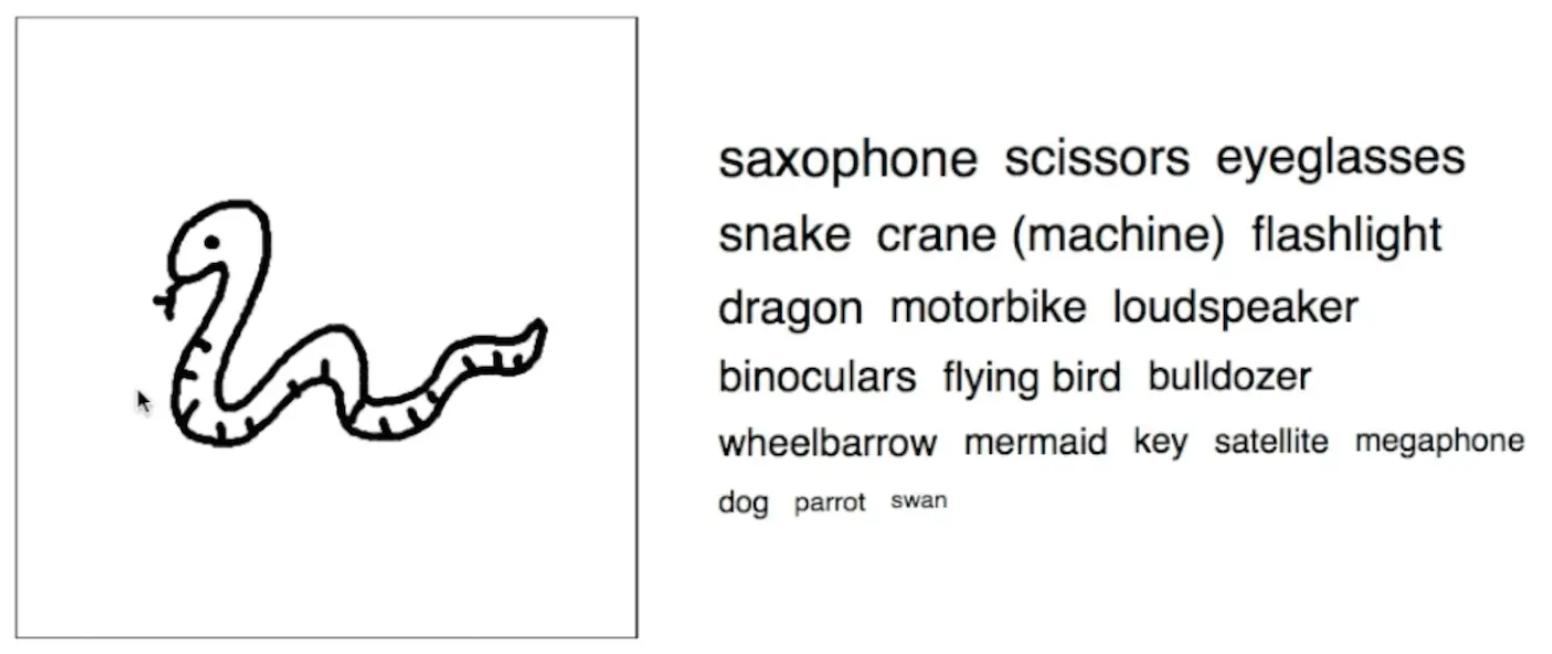 saxophone scissors eyeglasses
snake crane (machine) flashlight
dragon motorbike loudspeaker
binoculars flying bird bulldozer
wheelbarrow mermaid key satellite megaphone
dog parrot swan